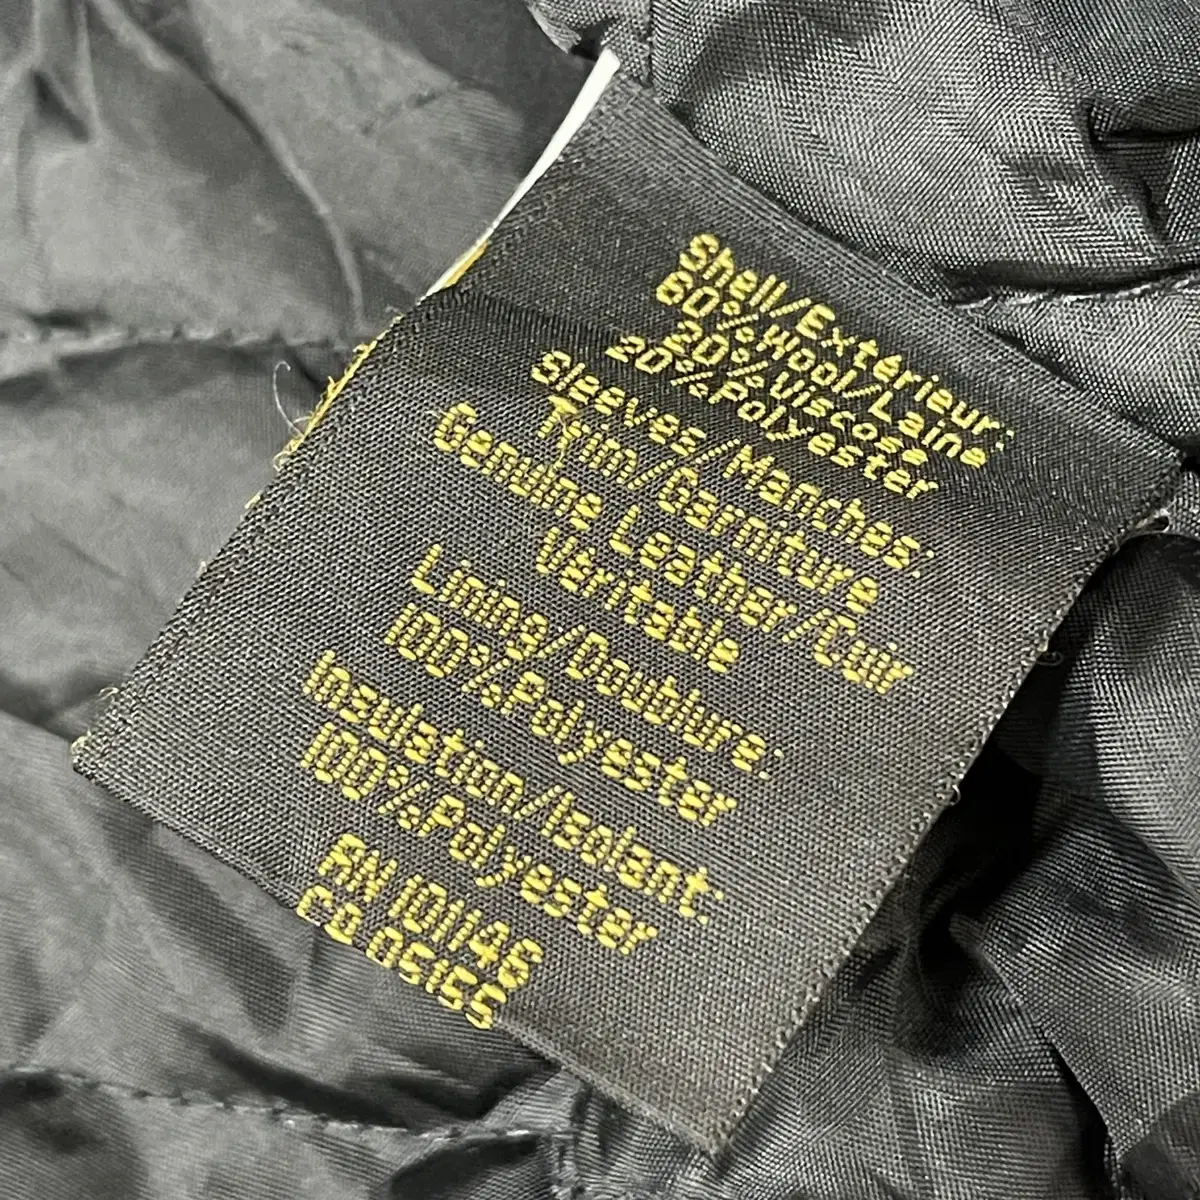 Shell/Extérieur:
60%Wool/Laine
20%Viscose
20%Polyester
Sleeves/Manches:
Trim/Garniture
Genuine Leather/Cuir
Véritable
Lining/Doublure:
100%Polyester
Insulation/Isolant:
100%Polyester
RN 101146
CA 05155